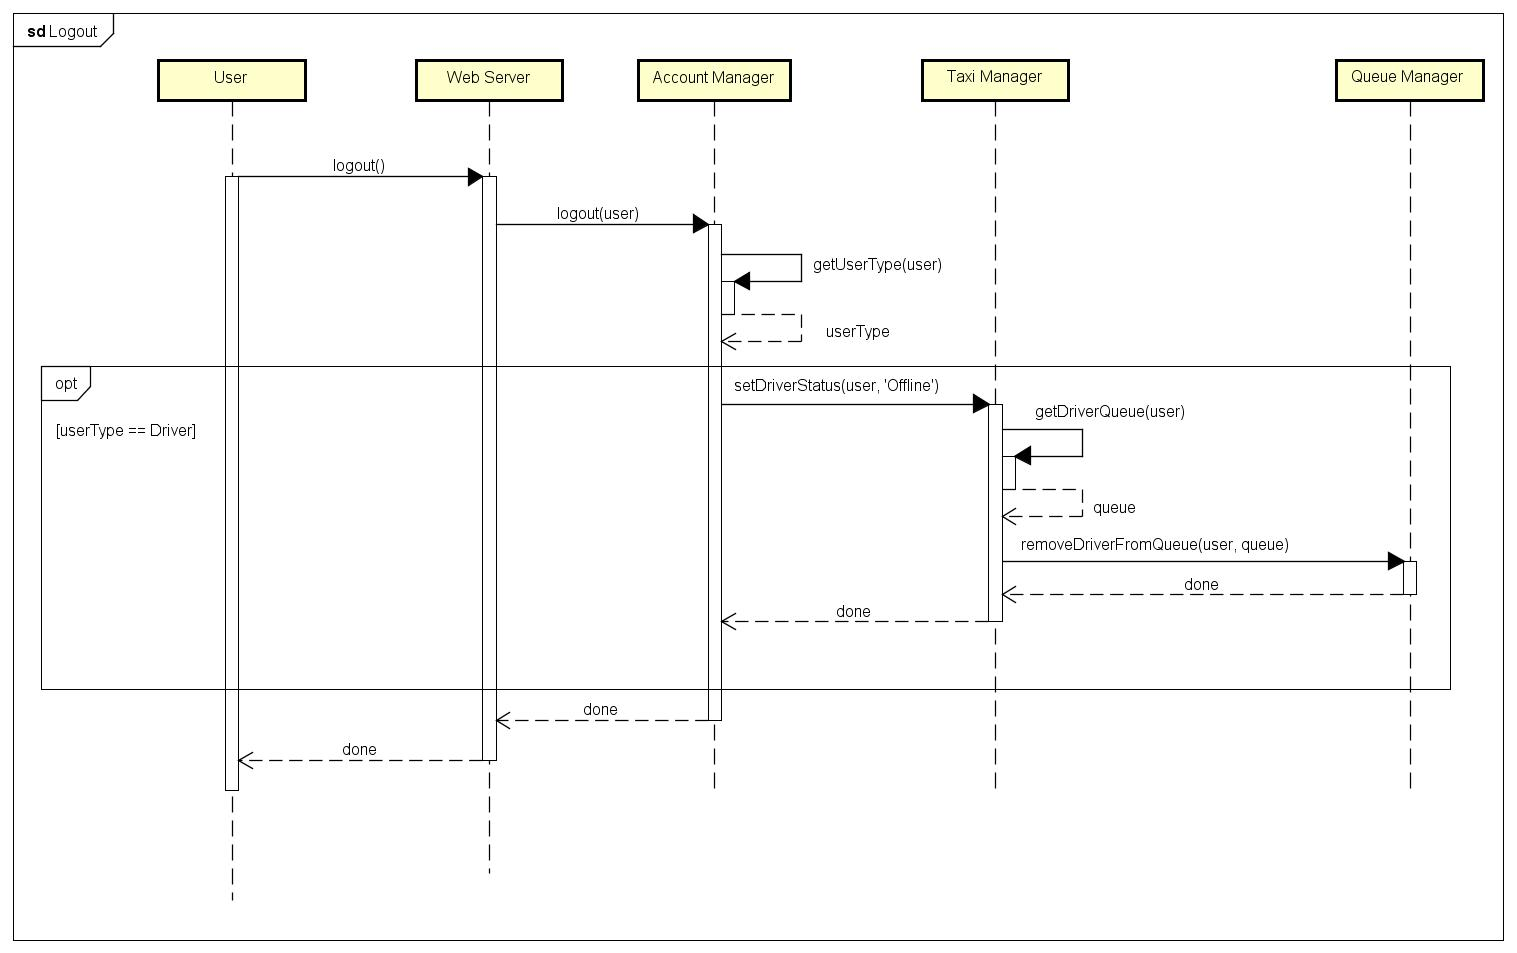 sd Logout
User
Web Server
Account Manager
Taxi Manager
Queue Manager
logout()
logout(user)
getUserType(user)
userType
opt
setDriverStatus(user, 'Offline')
getDriverQueue(user)
[userType == Driver]
queue
removeDriverFromQueue(user, queue)
done
done
done
done